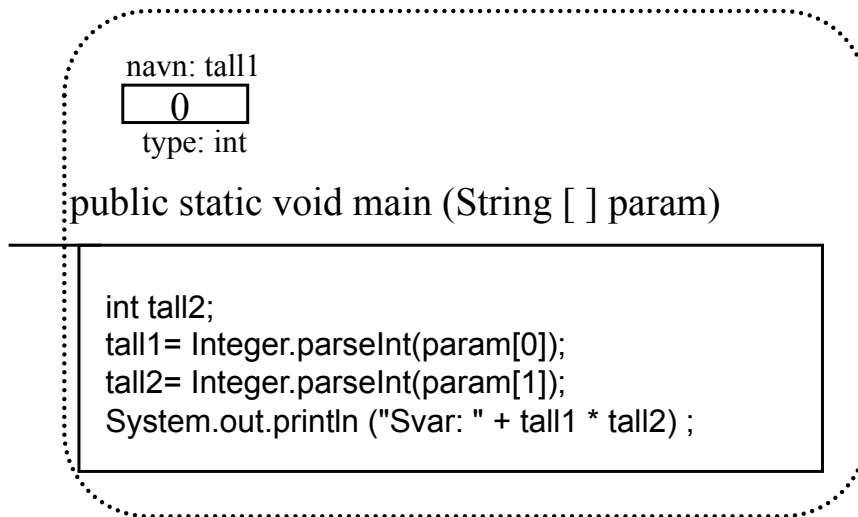 navn: tall1
0
type: int
public static void main (String [ ] param)
int tall2;
tall1= Integer.parseInt(param[0]);
tall2= Integer.parseInt(param[1]);
System.out.println ("Svar: " + tall1 * tall2) ;